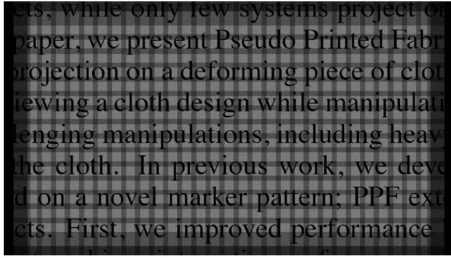 cts, while only few systems project on
paper, we present Pseudo Printed Fabr
rojection on a deforming piece of clot
iewing a cloth design while manipulati
lenging manipulations, including heav
the cloth. In previous work, we deve
d on a novel marker pattern; PPF ext
cts. First, we improved performance